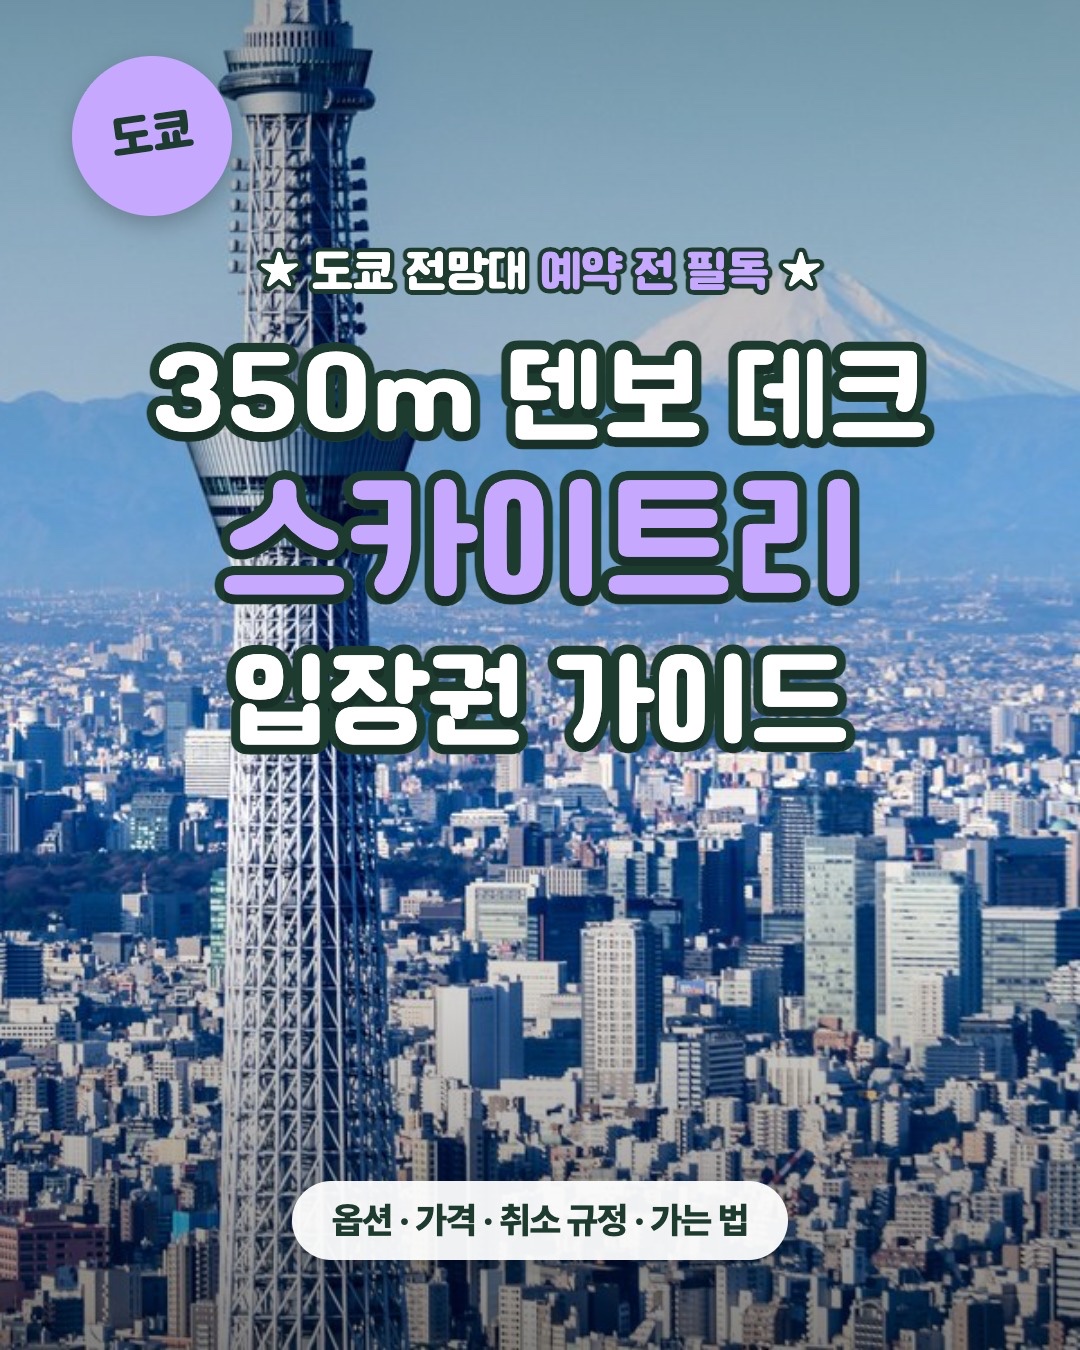 도쿄
★ 도쿄 전망대 예약 전 필독 ★
350m 덴보 데크
스카이트리
입장권 가이드
옵션 · 가격 · 취소 규정 · 가는 법